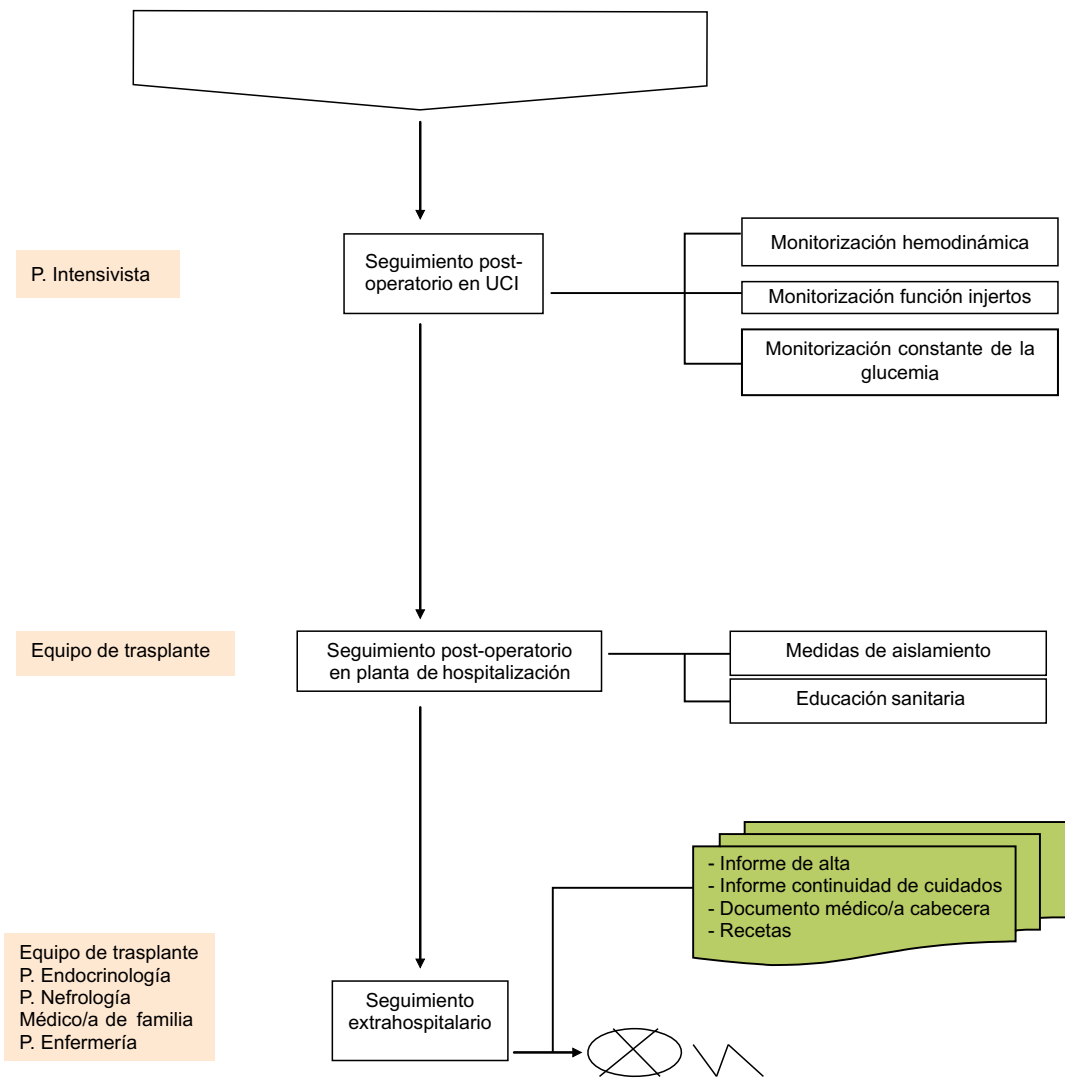 P. Intensivista
Seguimiento post-
operatorio en UCI
Monitorización hemodinámica
Monitorización función injertos
Monitorización constante de la
glucemia
Equipo de trasplante
Seguimiento post-operatorio
en planta de hospitalización
Medidas de aislamiento
Educación sanitaria
- Informe de alta
- Informe continuidad de cuidados
- Documento médico/a cabecera
- Recetas
Equipo de trasplante
P. Endocrinología
P. Nefrología
Médico/a de familia
P. Enfermería
Seguimiento
extrahospitalario